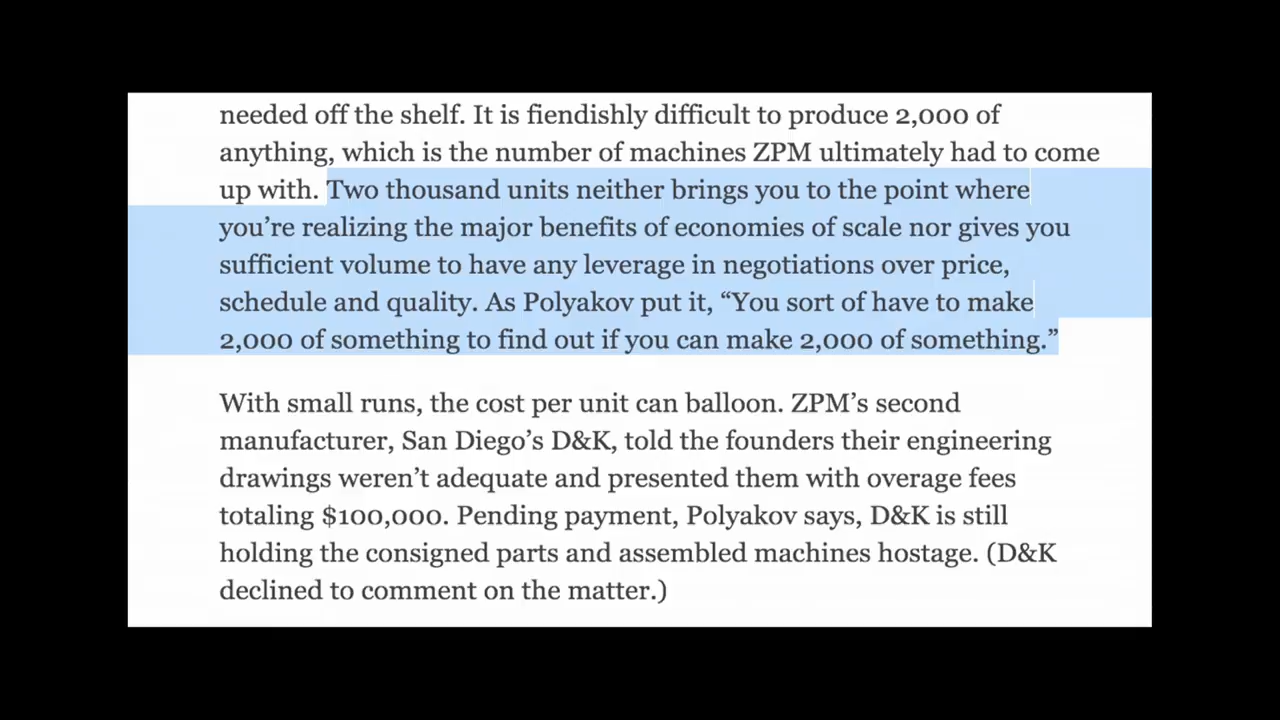 needed off the shelf. It is fiendishly difficult to produce 2,000 of
anything, which is the number of machines ZPM ultimately had to come
up with. Two thousand units neither brings you to the point where
you’re realizing the major benefits of economies of scale nor gives you
sufficient volume to have any leverage in negotiations over price,
schedule and quality. As Polyakov put it, “You sort of have to make
2,000 of something to find out if you can make 2,000 of something.”
With small runs, the cost per unit can balloon. ZPM’s second
manufacturer, San Diego’s D&K, told the founders their engineering
drawings weren’t adequate and presented them with overage fees
totaling $100,000. Pending payment, Polyakov says, D&K is still
holding the consigned parts and assembled machines hostage. (D&K
declined to comment on the matter.)